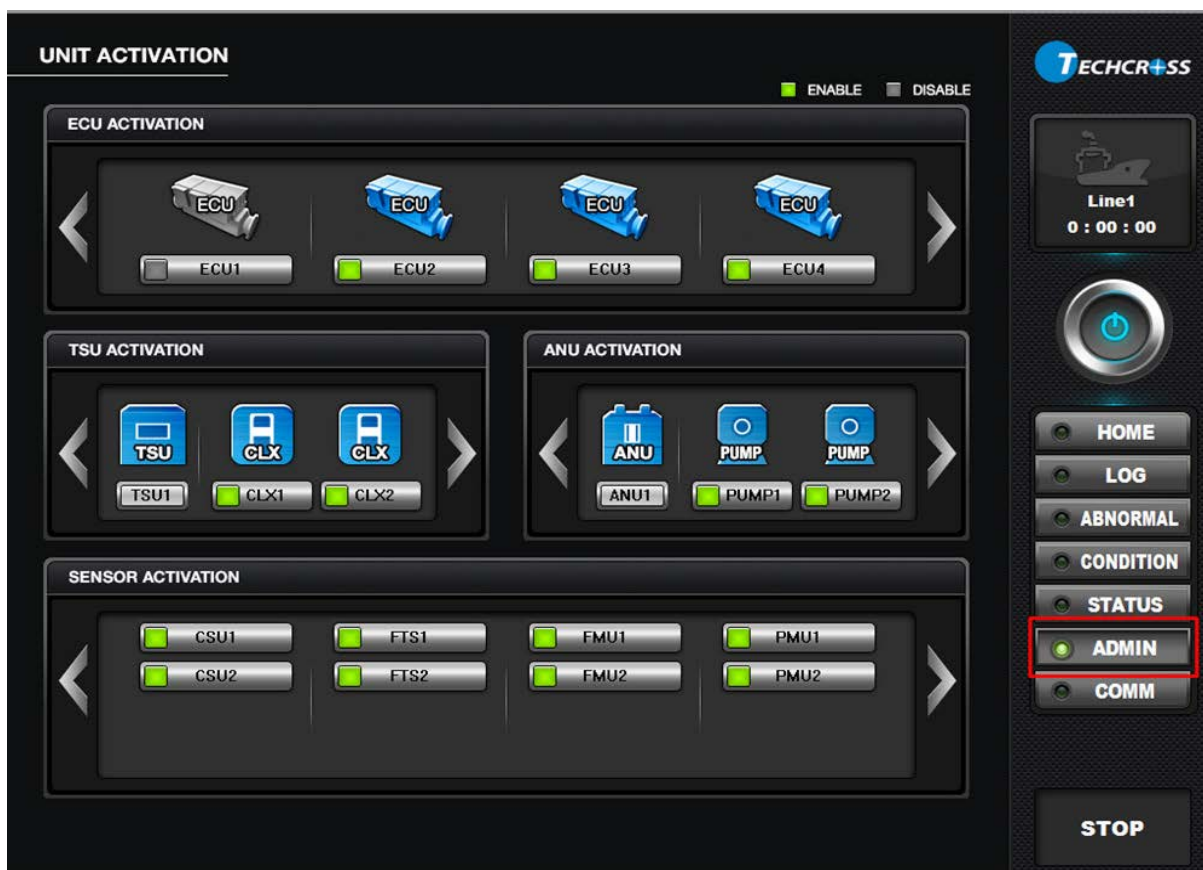 UNIT ACTIVATION
ENABLE DISABLE
ECU ACTIVATION
ECU ECU ECU ECU
ECU1 ECU2 ECU3 ECU4
TSU ACTIVATION
TSU CLX CLX
TSU1 CLX1 CLX2
ANU ACTIVATION
ANU PUMP PUMP
ANU1 PUMP1 PUMP2
SENSOR ACTIVATION
CSU1 FTS1 FMU1 PMU1
CSU2 FTS2 FMU2 PMU2
TECHCROSS
Line1
0 : 00 : 00
HOME
LOG
ABNORMAL
CONDITION
STATUS
ADMIN
COMM
STOP